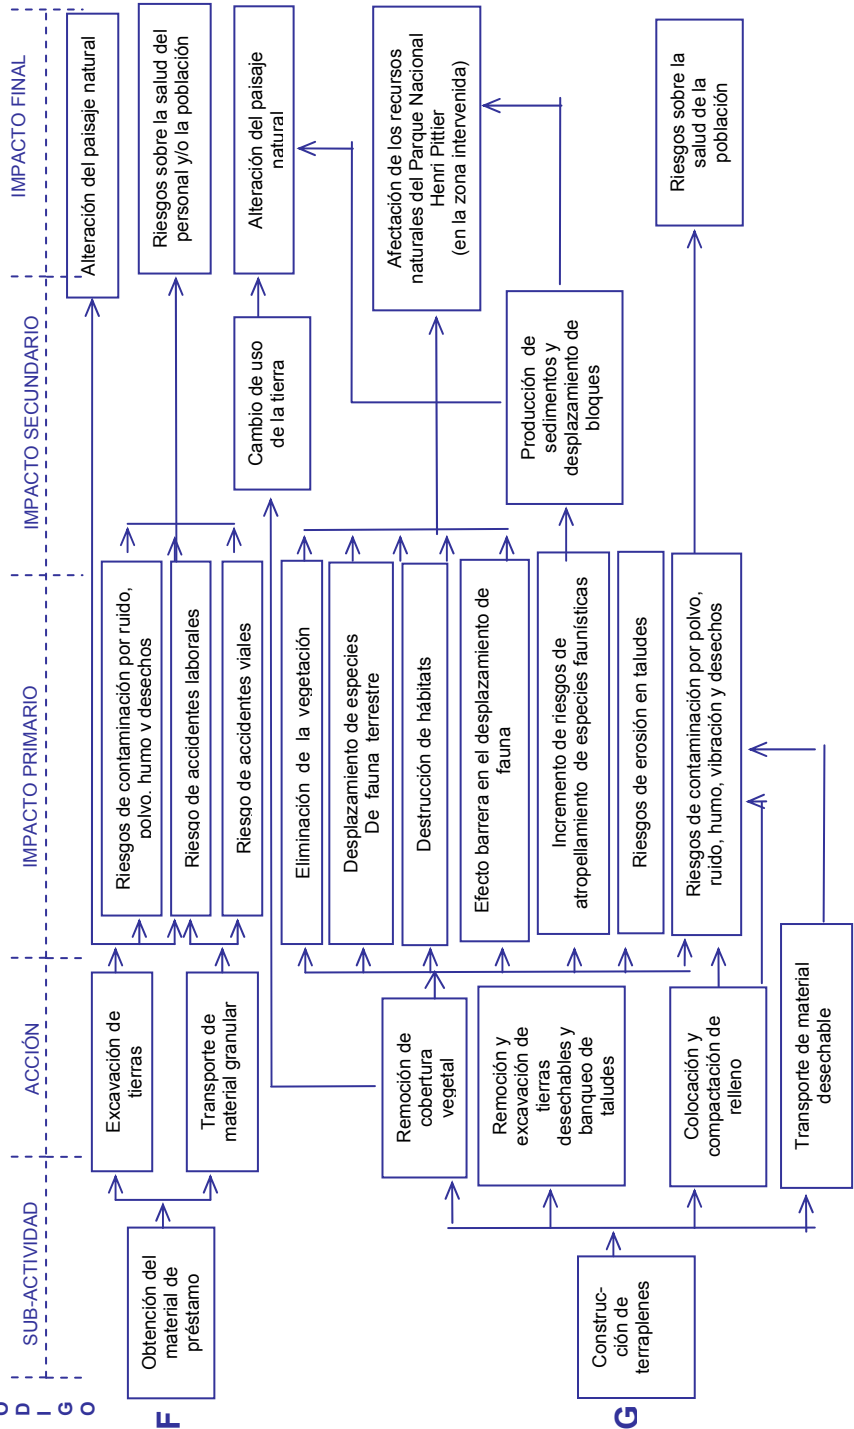 O
D
I
G
O
SUB-ACTIVIDAD
ACCIÓN
IMPACTO PRIMARIO
IMPACTO SECUNDARIO
IMPACTO FINAL
F
Obtención del
material de
préstamo
Excavación de
tierras
Transporte de
material granular
Riesgos de contaminación por ruido,
polvo. humo y desechos
Riesgo de accidentes laborales
Riesgo de accidentes viales
Alteración del paisaje natural
Riesgos sobre la salud del
personal y/o la población
G
Construc-
ción de
terraplenes
Remoción de
cobertura
vegetal
Remoción y
excavación de
tierras
desechables y
banqueo de
taludes
Colocación y
compactación de
relleno
Transporte de material
desechable
Eliminación de la vegetación
Desplazamiento de especies
De fauna terrestre
Destrucción de hábitats
Efecto barrera en el desplazamiento de
fauna
Incremento de riesgos de
atropellamiento de especies faunísticas
Riesgos de erosión en taludes
Riesgos de contaminación por polvo,
ruido, humo, vibración y desechos
Cambio de uso
de la tierra
Producción de
sedimentos y
desplazamiento de
bloques
Alteración del paisaje
natural
Afectación de los recursos
naturales del Parque Nacional
Henri Pittier
(en la zona intervenida)
Riesgos sobre la
salud de la
población